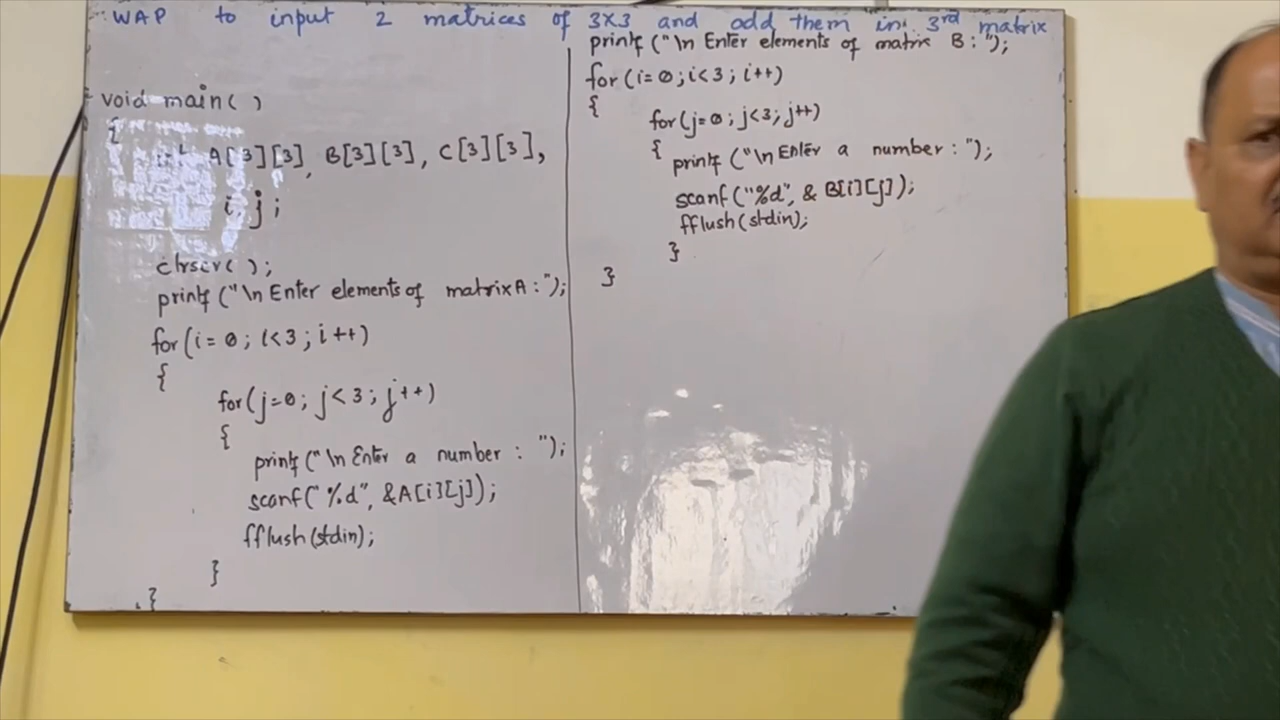 WAP to input 2 matrices of 3x3 and add them in 3rd matrix
void main( )
{
int A[3][3], B[3][3], C[3][3],
i, j;
clrscr( );
printf ("\n Enter elements of matrix A : ");
for (i = 0 ; i<3 ; i ++)
{
for (j=0; j<3 ; j++)
{
printf ("\n Enter a number : ");
scanf (" %d", &A[i][j]);
fflush (stdin);
}
}
printf ("\n Enter elements of matrix B : ");
for (i= 0 ; i<3 ; i++)
{
for (j=0; j<3; j++)
{
printf ("\n Enter a number : ");
scanf ("%d", & B[i][j]);
fflush (stdin);
}
}